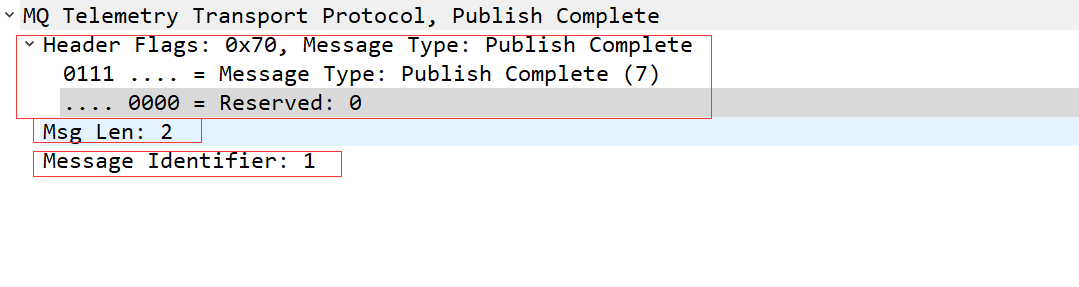 MQ Telemetry Transport Protocol, Publish Complete
Header Flags: 0x70, Message Type: Publish Complete
0111 .... = Message Type: Publish Complete (7)
.... 0000 = Reserved: 0
Msg Len: 2
Message Identifier: 1